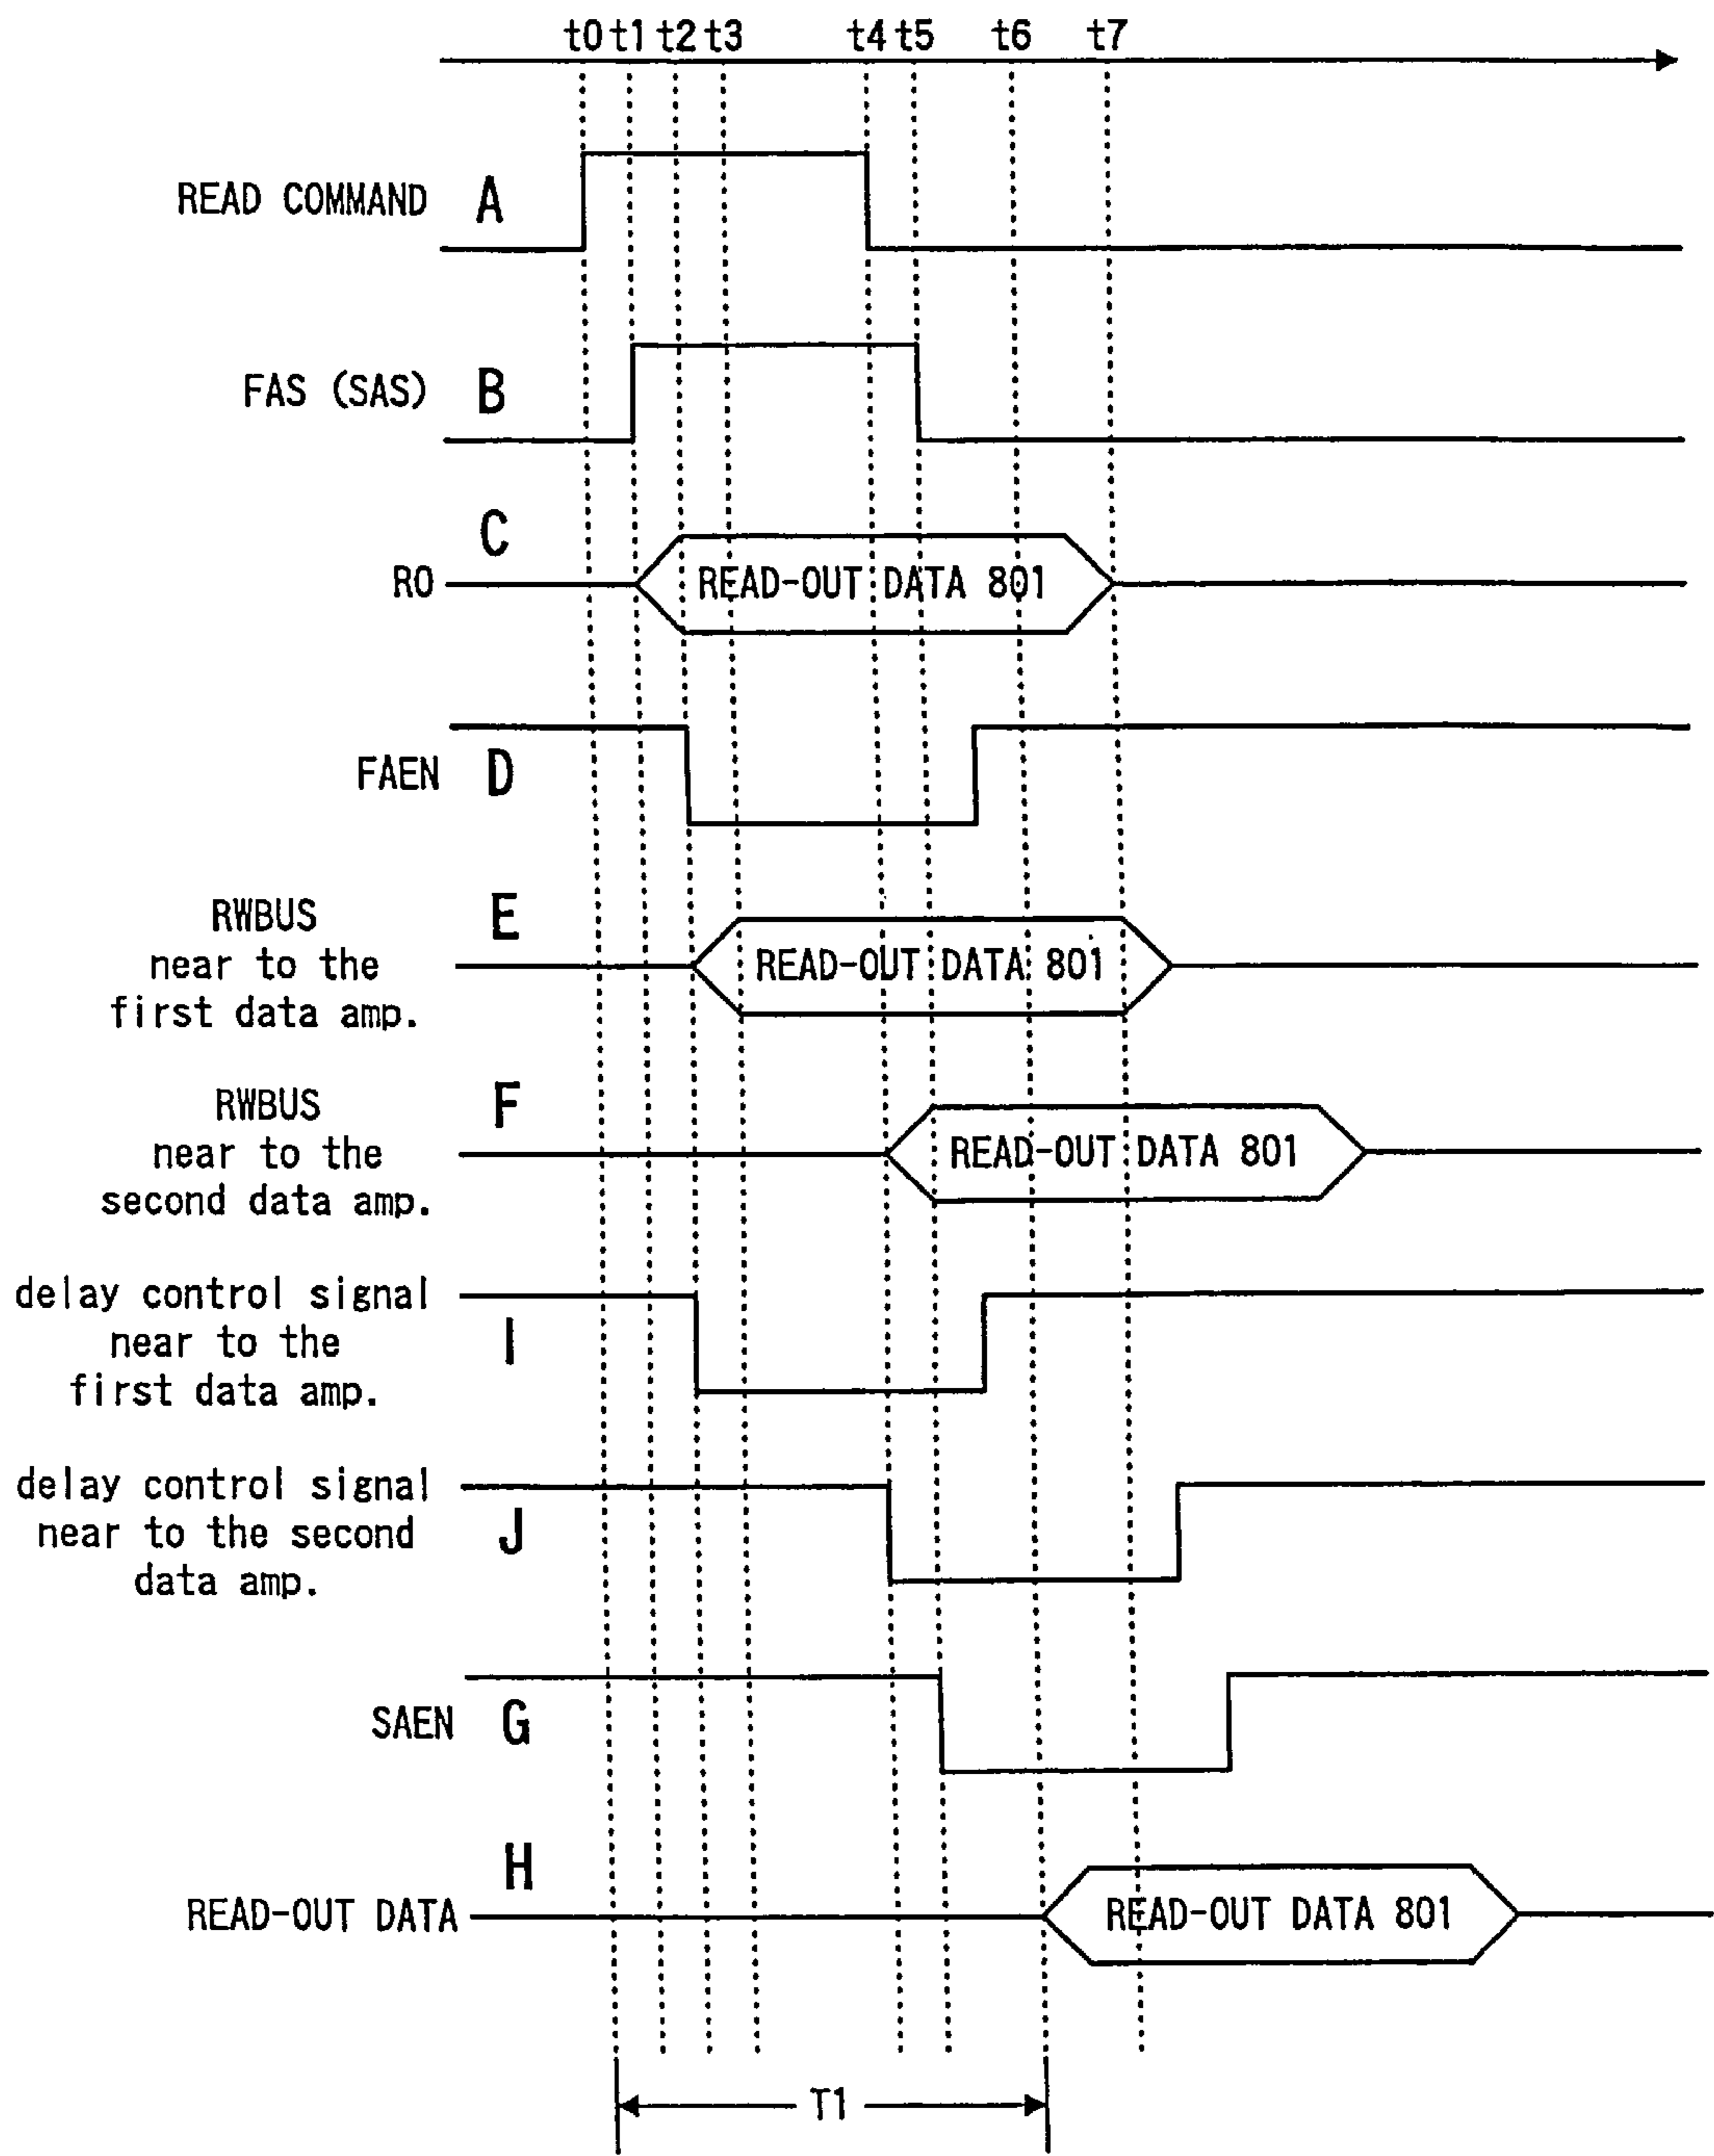 t0 t1 t2 t3 t4 t5 t6 t7
READ COMMAND A
FAS (SAS) B
C
RO READ-OUT DATA 801
FAEN D
RWBUS E
near to the READ-OUT DATA 801
first data amp.
RWBUS F
near to the READ-OUT DATA 801
second data amp.
delay control signal
near to the I
first data amp.
delay control signal
near to the second J
data amp.
SAEN G
H
READ-OUT DATA READ-OUT DATA 801
T1